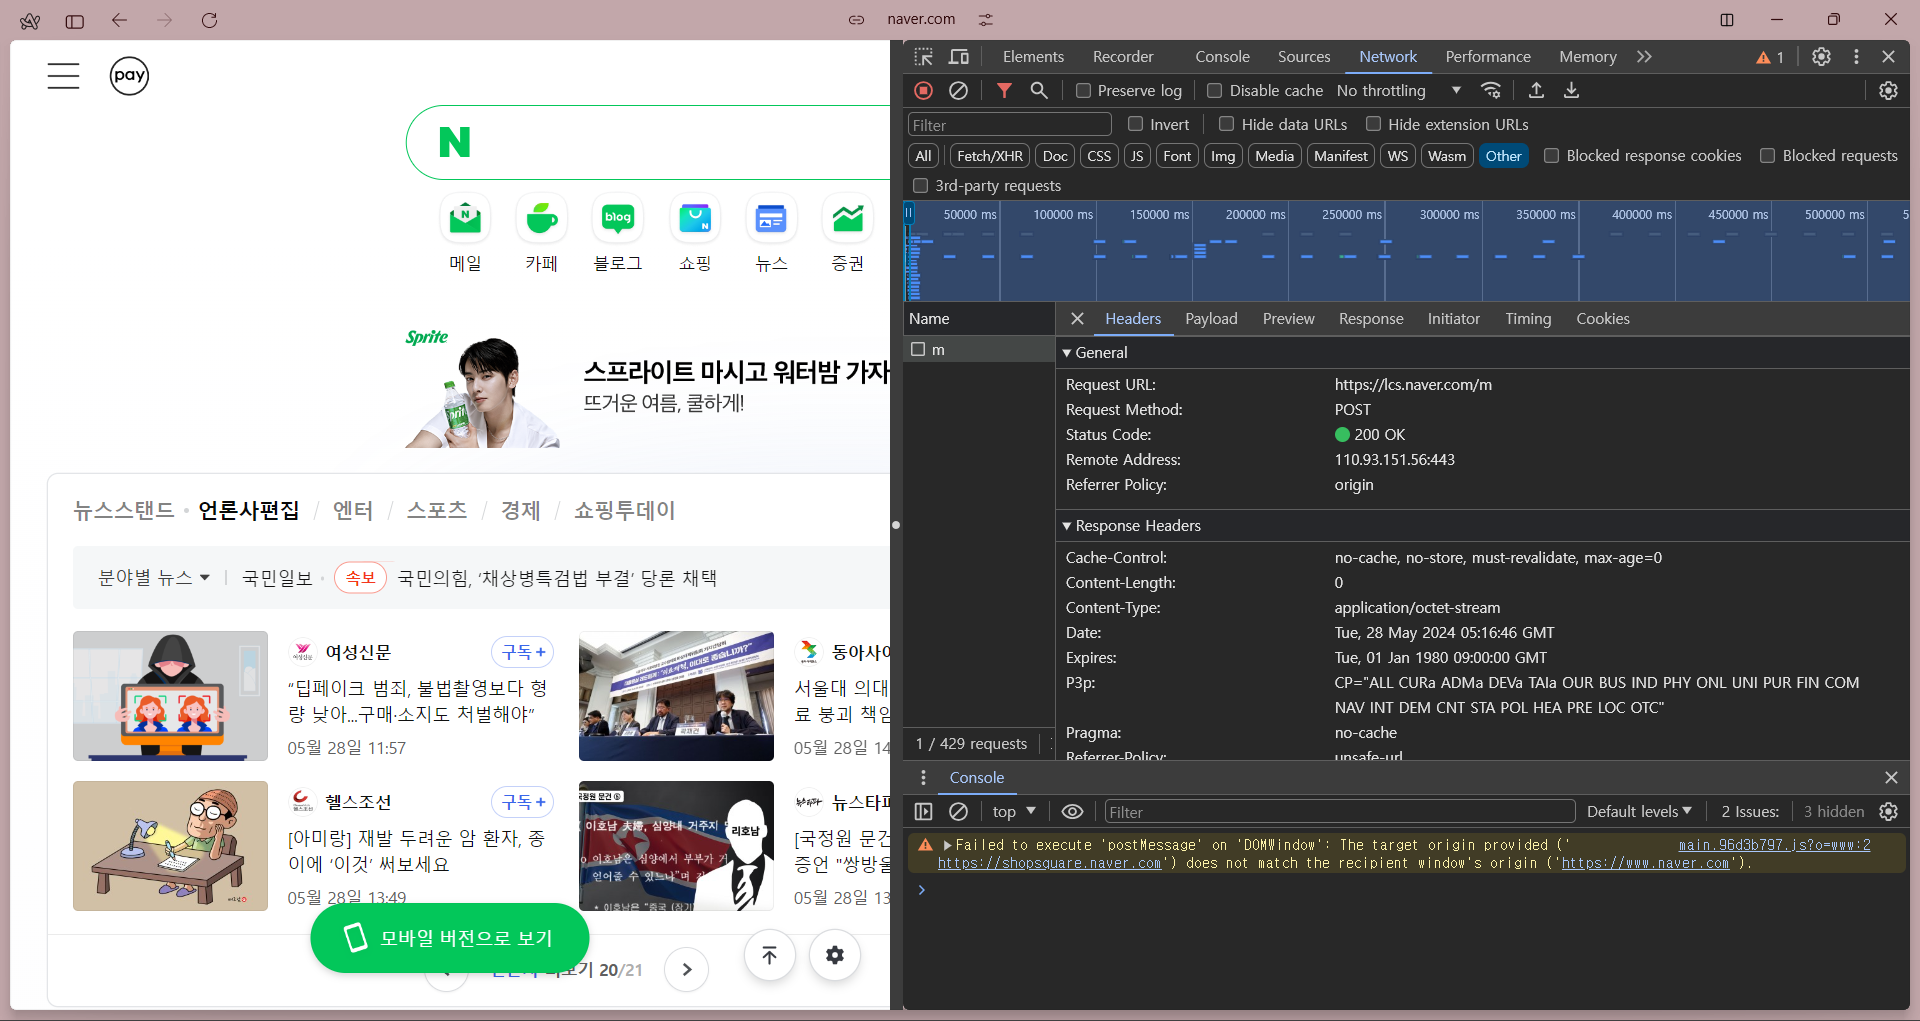 naver.com
pay
N
메일
카페
blog
블로그
쇼핑
뉴스
증권
Sprite
스프라이트 마시고 워터밤 가자
뜨거운 여름, 쿨하게!
뉴스스탠드
언론사편집
엔터
스포츠
경제
쇼핑투데이
분야별 뉴스
국민일보
속보
국민의힘, ‘채상병특검법 부결’ 당론 채택
여성신문
구독 +
“딥페이크 범죄, 불법촬영보다 형
량 낮아...구매·소지도 처벌해야”
05월 28일 11:57
동아사이
서울대 의대
료 붕괴 책임
05월 28일 14
헬스조선
구독 +
[아미랑] 재발 두려운 암 환자, 종
이에 ‘이것’ 써보세요
05월 28일 13:49
리호남
뉴스타파
[국정원 문건
증언 "쌍방울
05월 28일 13
모바일 버전으로 보기
20/21
Elements
Recorder
Console
Sources
Network
Performance
Memory
1
Preserve log
Disable cache
No throttling
Filter
Invert
Hide data URLs
Hide extension URLs
All
Fetch/XHR
Doc
CSS
JS
Font
Img
Media
Manifest
WS
Wasm
Other
Blocked response cookies
Blocked requests
3rd-party requests
50000 ms
100000 ms
150000 ms
200000 ms
250000 ms
300000 ms
350000 ms
400000 ms
450000 ms
500000 ms
5
Name
m
1 / 429 requests
Headers
Payload
Preview
Response
Initiator
Timing
Cookies
General
Request URL: https://lcs.naver.com/m
Request Method: POST
Status Code: 200 OK
Remote Address: 110.93.151.56:443
Referrer Policy: origin
Response Headers
Cache-Control: no-cache, no-store, must-revalidate, max-age=0
Content-Length: 0
Content-Type: application/octet-stream
Date: Tue, 28 May 2024 05:16:46 GMT
Expires: Tue, 01 Jan 1980 09:00:00 GMT
P3p: CP="ALL CURa ADMa DEVa TAIa OUR BUS IND PHY ONL UNI PUR FIN COM
NAV INT DEM CNT STA POL HEA PRE LOC OTC"
Pragma: no-cache
Referrer-Policy: unsafe-url
Console
top
Filter
Default levels
2 Issues:
3 hidden
Failed to execute 'postMessage' on 'DOMWindow': The target origin provided (' main.96d3b797.js?o=www:2
https://shopsquare.naver.com') does not match the recipient window's origin ('https://www.naver.com').